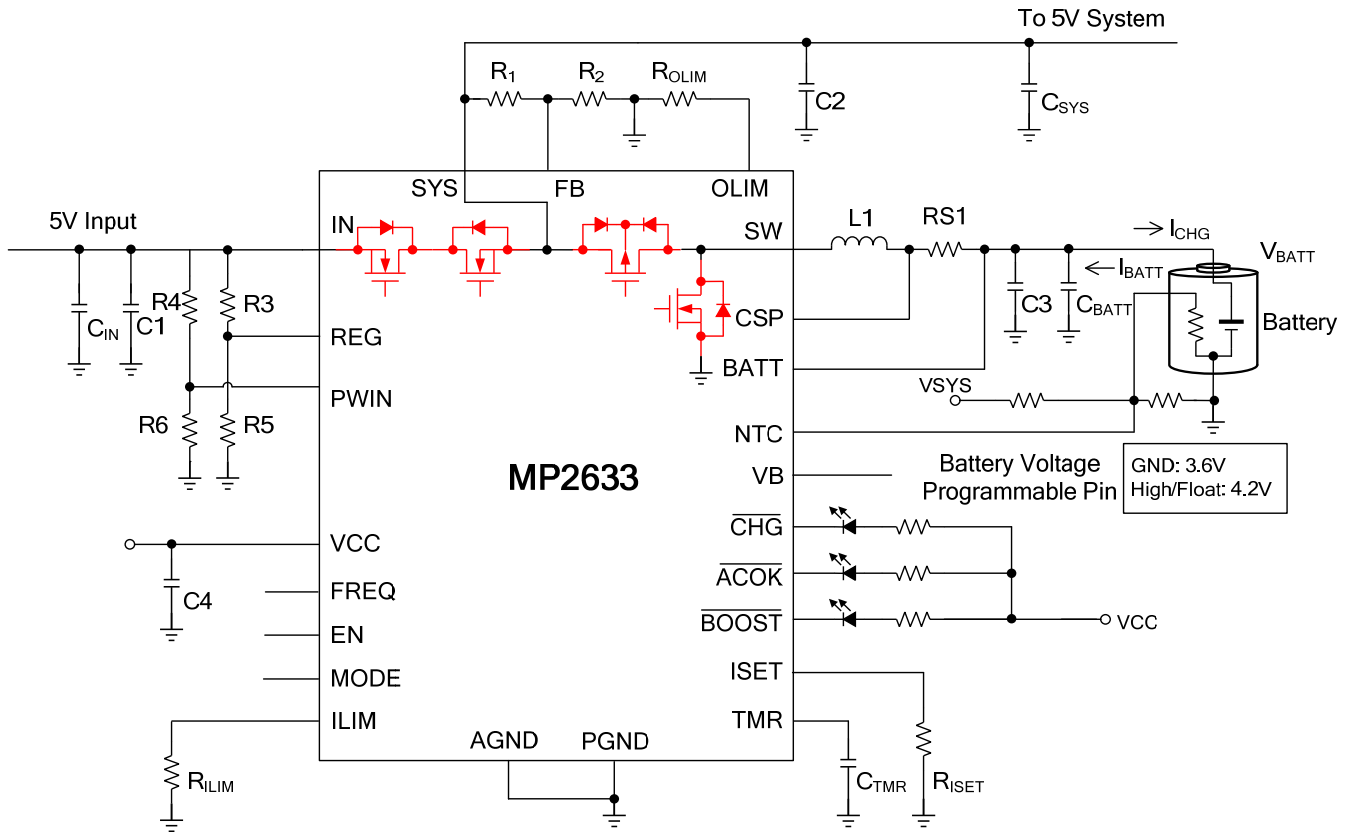 To 5V System
R1
R2
ROLIM
C2
CSYS
SYS
FB
OLIM
5V Input
IN
SW
L1
RS1
ICHG
IBATT
VBATT
R4
R3
CIN
C1
REG
CSP
C3
CBATT
Battery
PWIN
BATT
VSYS
R6
R5
NTC
MP2633
VB
Battery Voltage
Programmable Pin
GND: 3.6V
High/Float: 4.2V
CHG
VCC
ACOK
FREQ
C4
BOOST
VCC
EN
ISET
MODE
ILIM
TMR
AGND
PGND
RILIM
CTMR
RISET